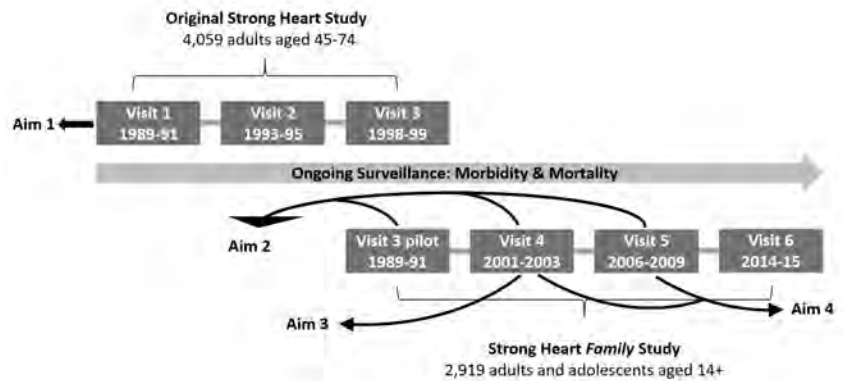 Original Strong Heart Study
4,059 adults aged 45-74
Aim 1
Visit 1
1989-91
Visit 2
1993-95
Visit 3
1998-99
Ongoing Surveillance: Morbidity & Mortality
Aim 2
Visit 3 pilot
1989-91
Visit 4
2001-2003
Visit 5
2006-2009
Visit 6
2014-15
Aim 3
Aim 4
Strong Heart Family Study
2,919 adults and adolescents aged 14+